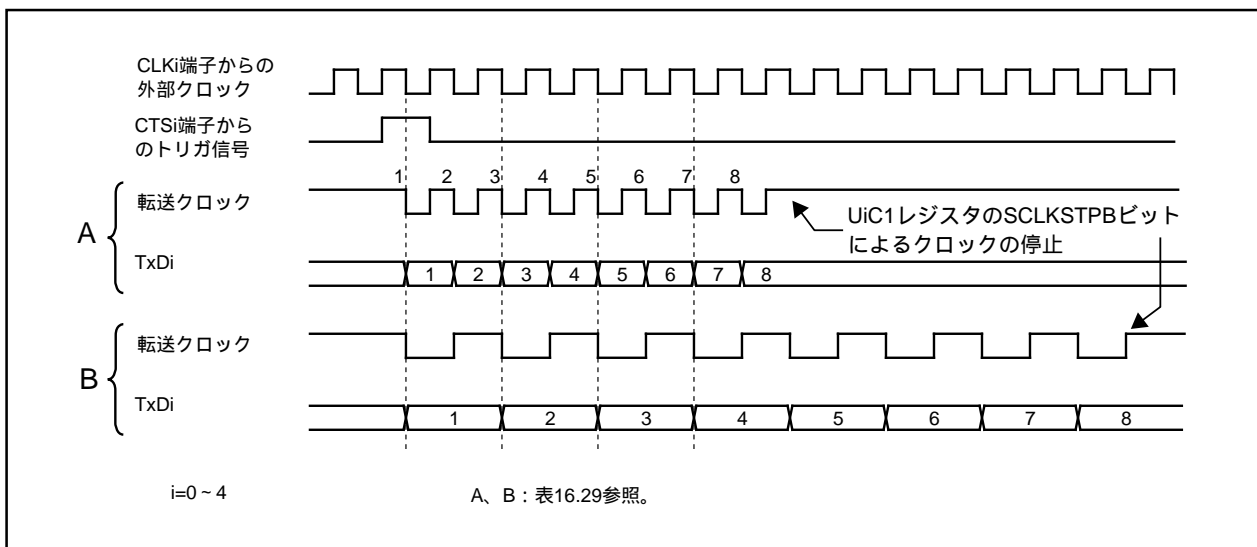 CLKi端子からの
外部クロック
CTSi端子から
のトリガ信号
A
転送クロック
1 2 3 4 5 6 7 8
UiC1レジスタのSCLKSTPBビット
によるクロックの停止
TxDi
1 2 3 4 5 6 7 8
B
転送クロック
TxDi
1 2 3 4 5 6 7 8
i=0~4
A、B:表16.29参照。